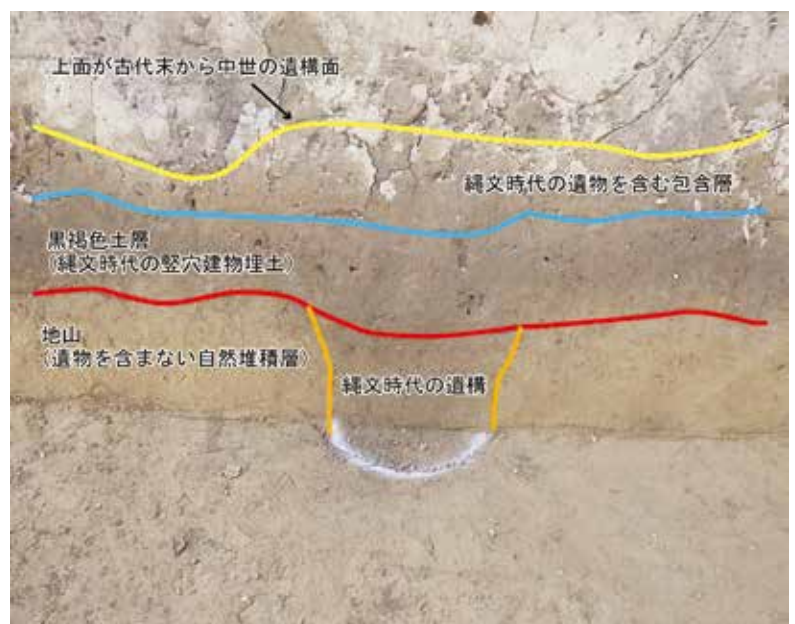 上面が古代末から中世の遺構面
縄文時代の遺物を含む包含層
黒褐色土層
(縄文時代の竪穴建物埋土)
地山
(遺物を含まない自然堆積層)
縄文時代の遺構